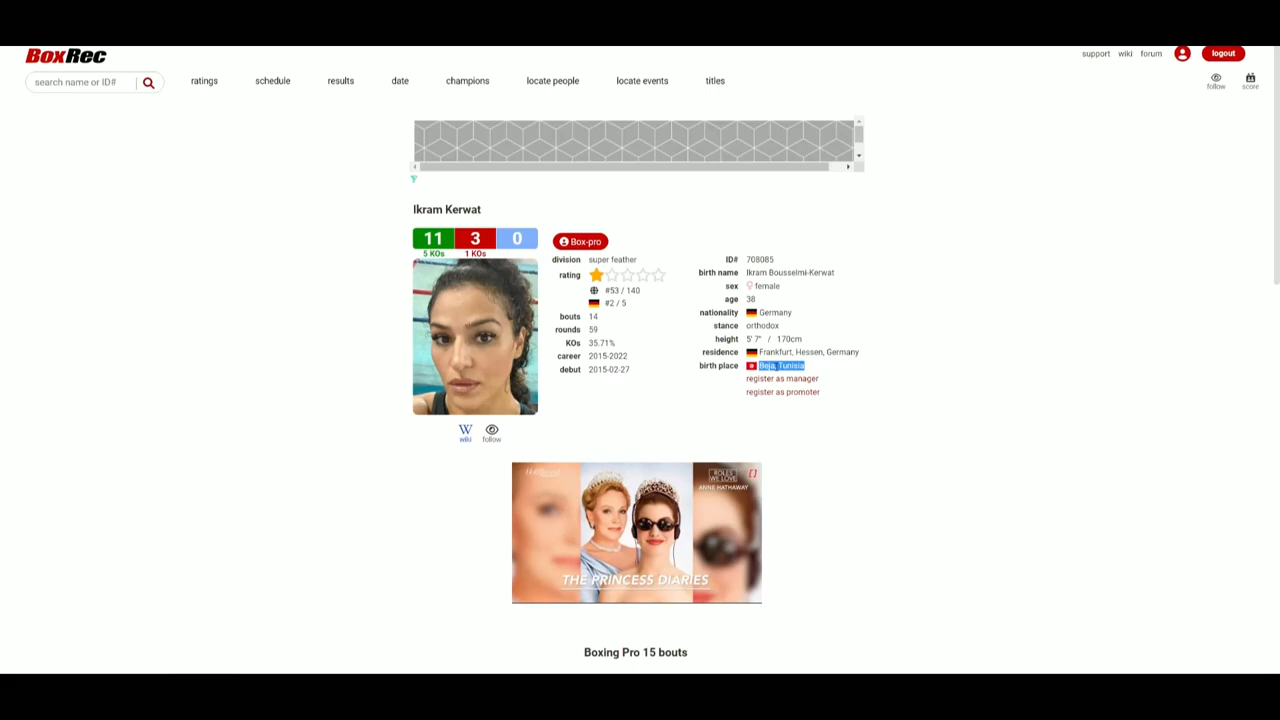 BoxRec
support wiki forum logout
search name or ID#
ratings schedule results date champions locate people locate events titles
follow score
Ikram Kerwat
11 3 0
5 KOs 1 KOs
Box-pro
division super feather
rating
#53 / 140
#2 / 5
bouts 14
rounds 59
KOs 35.71%
career 2015-2022
debut 2015-02-27
ID# 708085
birth name Ikram Bousselmi-Kerwat
sex female
age 38
nationality Germany
stance orthodox
height 5' 7" / 170cm
residence Frankfurt, Hessen, Germany
birth place Beja, Tunisia
register as manager
register as promoter
W
wiki follow
ROLES
WE LOVE
ANNE HATHAWAY
THE PRINCESS DIARIES
Boxing Pro 15 bouts